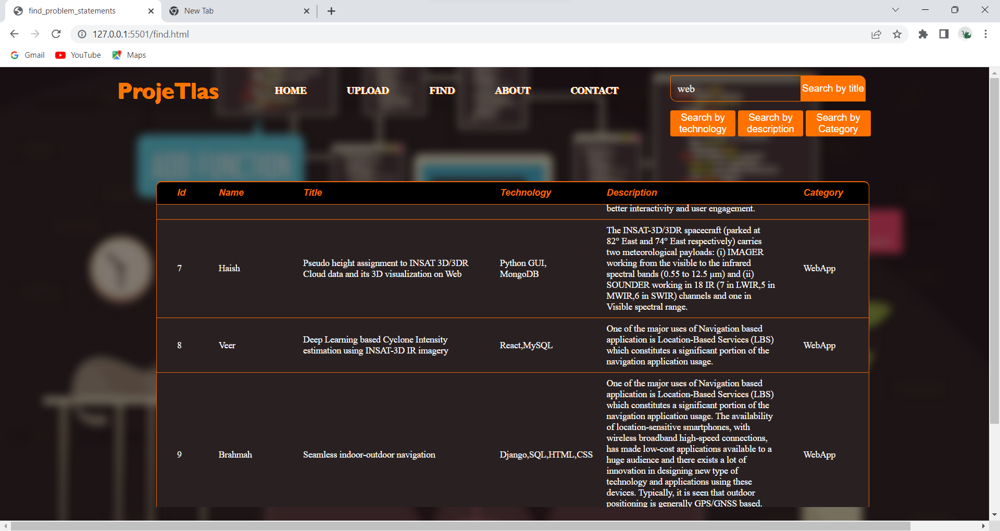 find_problem_statements
New Tab
127.0.0.1:5501/find.html
Gmail
YouTube
Maps
ProjeTlas
HOME
UPLOAD
FIND
ABOUT
CONTACT
web
Search by title
Search by
technology
Search by
description
Search by
Category
ADD FUNCTION
Id
Name
Title
Technology
Description
Category
better interactivity and user engagement.
7
Haish
Pseudo height assignment to INSAT 3D/3DR
Cloud data and its 3D visualization on Web
Python GUI,
MongoDB
The INSAT-3D/3DR spacecraft (parked at
82° East and 74° East respectively) carries
two meteorological payloads: (i) IMAGER
working from the visible to the infrared
spectral bands (0.55 to 12.5 μm) and (ii)
SOUNDER working in 18 IR (7 in LWIR,5 in
MWIR,6 in SWIR) channels and one in
Visible spectral range.
WebApp
8
Veer
Deep Learning based Cyclone Intensity
estimation using INSAT-3D IR imagery
React,MySQL
One of the major uses of Navigation based
application is Location-Based Services (LBS)
which constitutes a significant portion of the
navigation application usage.
WebApp
9
Brahmah
Seamless indoor-outdoor navigation
Django,SQL,HTML,CSS
One of the major uses of Navigation based
application is Location-Based Services (LBS)
which constitutes a significant portion of the
navigation application usage. The availability
of location-sensitive smartphones, with
wireless broadband high-speed connections,
has made low-cost applications available to a
huge audience and there exists a lot of
innovation in designing new type of
technology and applications using these
devices. Typically, it is seen that outdoor
positioning is generally GPS/GNSS based.
WebApp